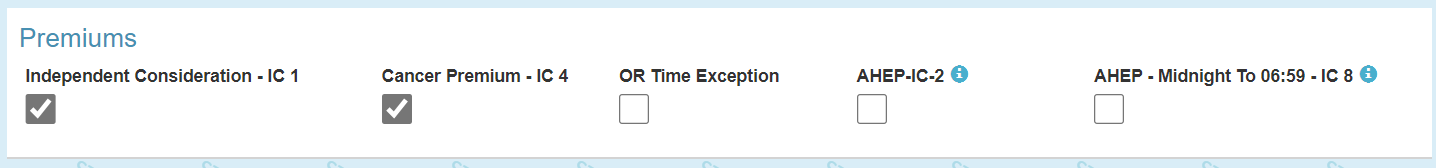 Premiums
Independent Consideration - IC 1 Cancer Premium - IC 4 OR Time Exception AHEP-IC-2 AHEP - Midnight To 06:59 - IC 8